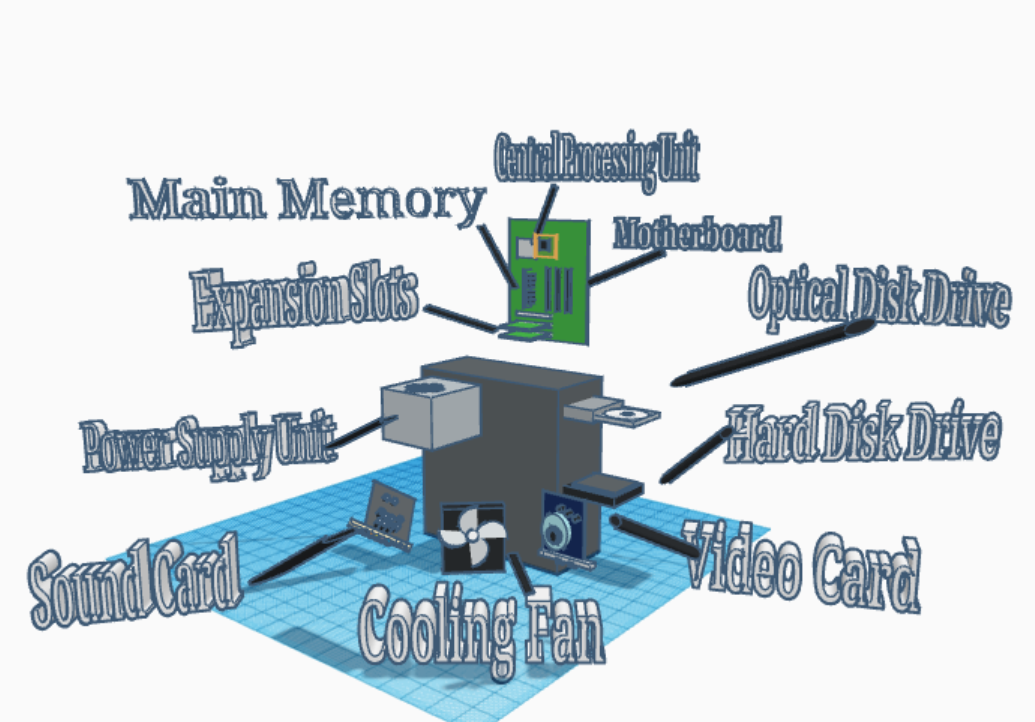 Central Processing Unit
Main Memory
Motherboard
Expansion Slots
Optical Disk Drive
Power Supply Unit
Hard Disk Drive
Sound Card
Video Card
Cooling Fan